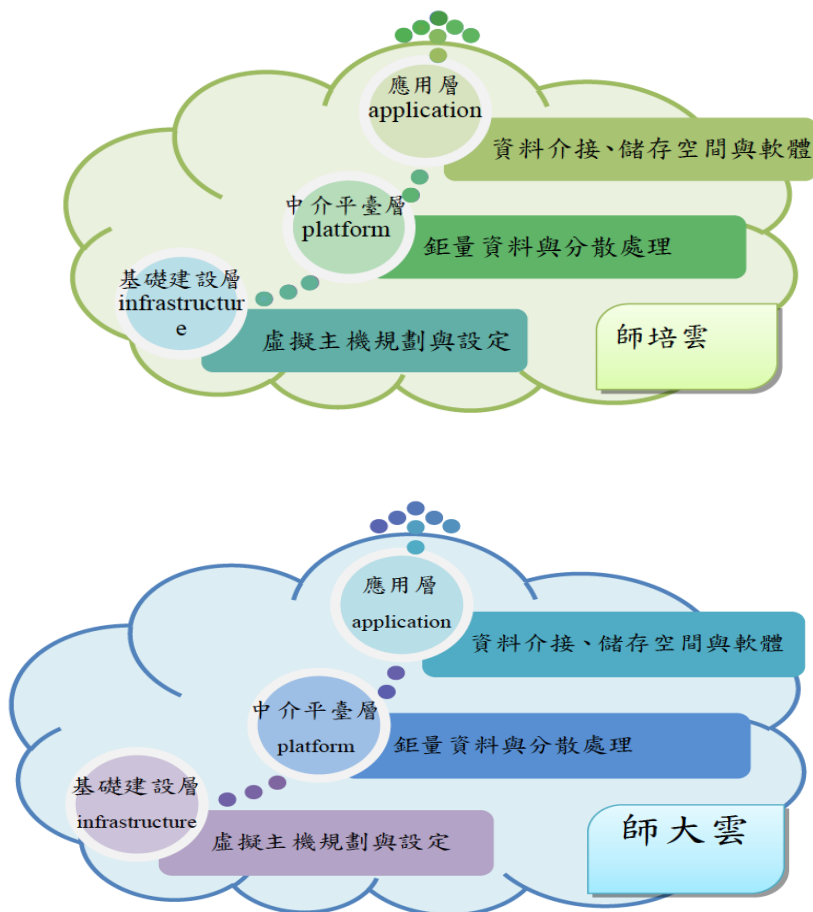 應用層
application
資料介接、儲存空間與軟體
中介平臺層
platform
鉅量資料與分散處理
基礎建設層
infrastructur
e
虛擬主機規劃與設定
師培雲
應用層
application
資料介接、儲存空間與軟體
中介平臺層
platform
鉅量資料與分散處理
基礎建設層
infrastructure
虛擬主機規劃與設定
師大雲